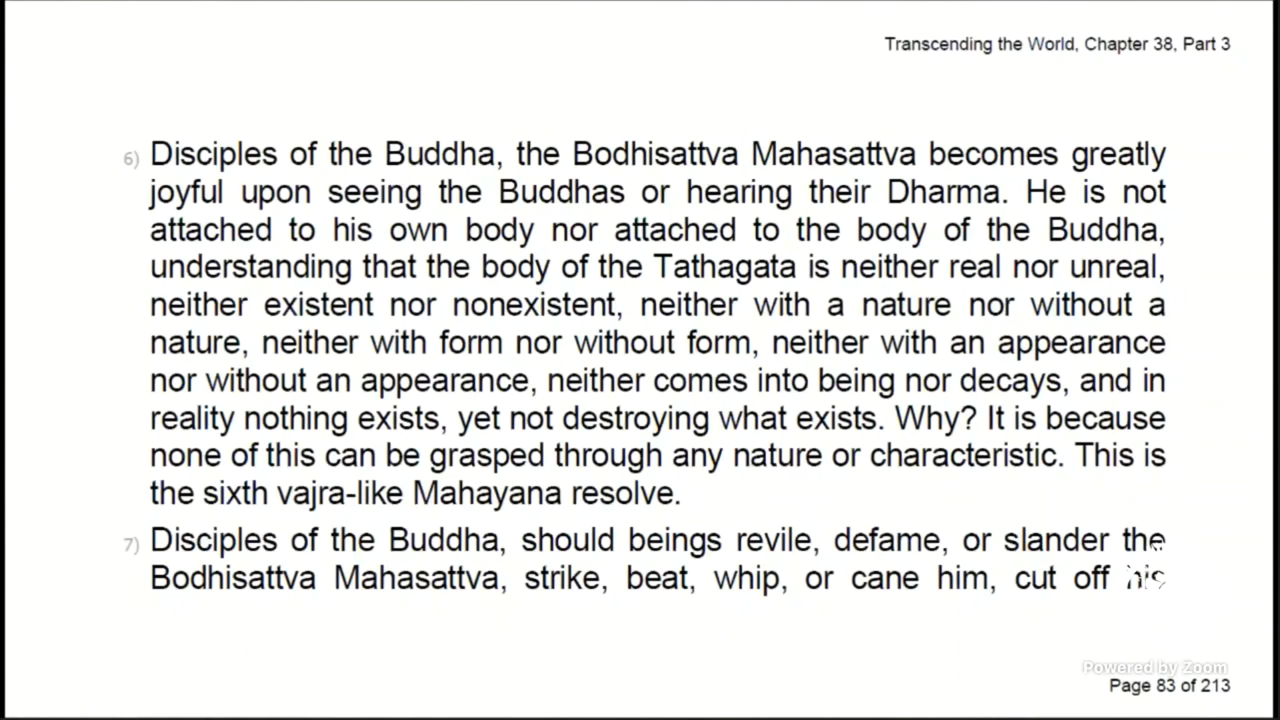 Transcending the World, Chapter 38, Part 3
6) Disciples of the Buddha, the Bodhisattva Mahasattva becomes greatly
joyful upon seeing the Buddhas or hearing their Dharma. He is not
attached to his own body nor attached to the body of the Buddha,
understanding that the body of the Tathagata is neither real nor unreal,
neither existent nor nonexistent, neither with a nature nor without a
nature, neither with form nor without form, neither with an appearance
nor without an appearance, neither comes into being nor decays, and in
reality nothing exists, yet not destroying what exists. Why? It is because
none of this can be grasped through any nature or characteristic. This is
the sixth vajra-like Mahayana resolve.
7) Disciples of the Buddha, should beings revile, defame, or slander the
Bodhisattva Mahasattva, strike, beat, whip, or cane him, cut off his
Powered by Zoom
Page 83 of 213